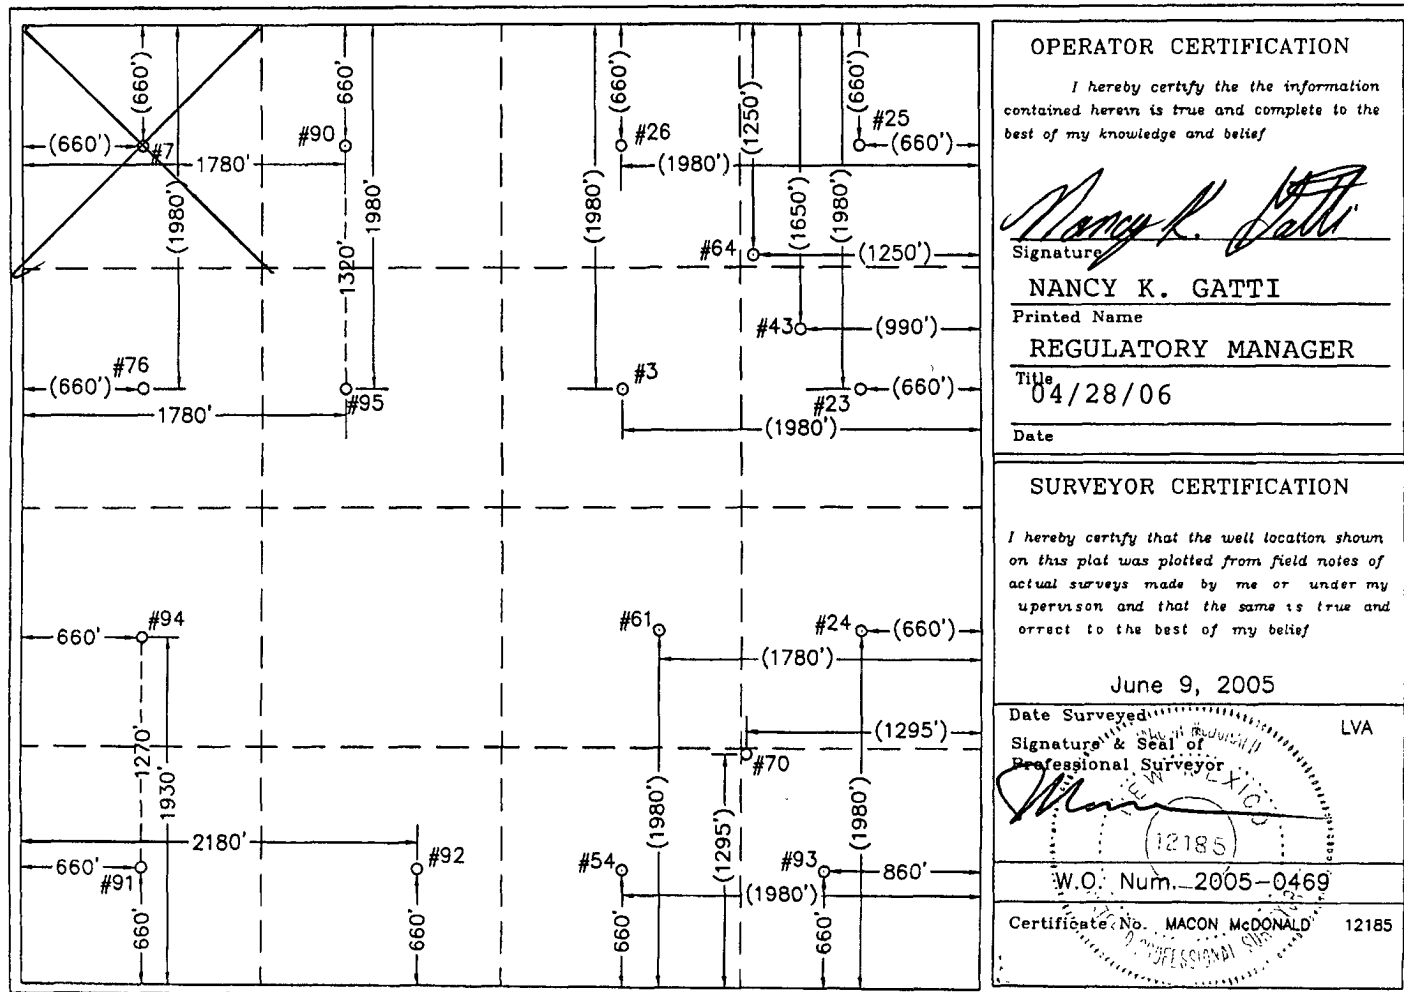 (660')
(1980')
660'
1980'
(1980')
(660')
(1250')
(1650')
(1980')
(660')
(660')
#7
#90
#26
#25
(660')
1780'
(1980')
#64
(1250')
1320'
#43
(990')
#76
(660')
#95
#3
#23
(660')
1780'
(1980')
#94
660'
#61
#24
(660')
(1780')
(1295')
#70
1270'
1930'
(1980')
(1295')
(1980')
2180'
660'
#91
#92
#54
#93
860'
(1980')
660'
660'
660'
660'
OPERATOR CERTIFICATION
I hereby certify the the information
contained herein is true and complete to the
best of my knowledge and belief
Nancy K. Gatti
Signature
NANCY K. GATTI
Printed Name
REGULATORY MANAGER
Title
04/28/06
Date
SURVEYOR CERTIFICATION
I hereby certify that the well location shown
on this plat was plotted from field notes of
actual surveys made by me or under my
upervison and that the same is true and
orrect to the best of my belief
June 9, 2005
Date Surveyed LVA
Signature & Seal of
Professional Surveyor
NEW MEXICO
12185
W.O. Num. 2005-0469
Certificate No. MACON McDONALD 12185
PROFESSIONAL